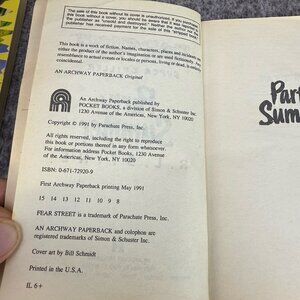 The sale of this book without its cover is unauthorized. If you purchased
this book without a cover, you should be aware that it was reported to
the publisher as "unsold and destroyed." Neither the author nor the
publisher has received payment for the sale of this "stripped book."
This book is a work of fiction. Names, characters, places and incidents are
either the product of the author's imagination or are used fictitiously. Any
resemblance to actual events or locales or persons, living or dead, is entirely
coincidental.
AN ARCHWAY PAPERBACK Original
An Archway Paperback published by
POCKET BOOKS, a division of Simon & Schuster Inc.
1230 Avenue of the Americas, New York, NY 10020
Copyright © 1991 by Parachute Press, Inc.
All rights reserved, including the right to reproduce
this book or portions thereof in any form whatsoever.
For information address Pocket Books, 1230 Avenue
of the Americas, New York, NY 10020
ISBN: 0-671-72920-9
First Archway Paperback printing May 1991
15 14 13 12 11 10 9 8
FEAR STREET is a trademark of Parachute Press, Inc.
AN ARCHWAY PAPERBACK and colophon are
registered trademarks of Simon & Schuster Inc.
Cover art by Bill Schmidt
Printed in the U.S.A.
IL 6+
Part
Sum